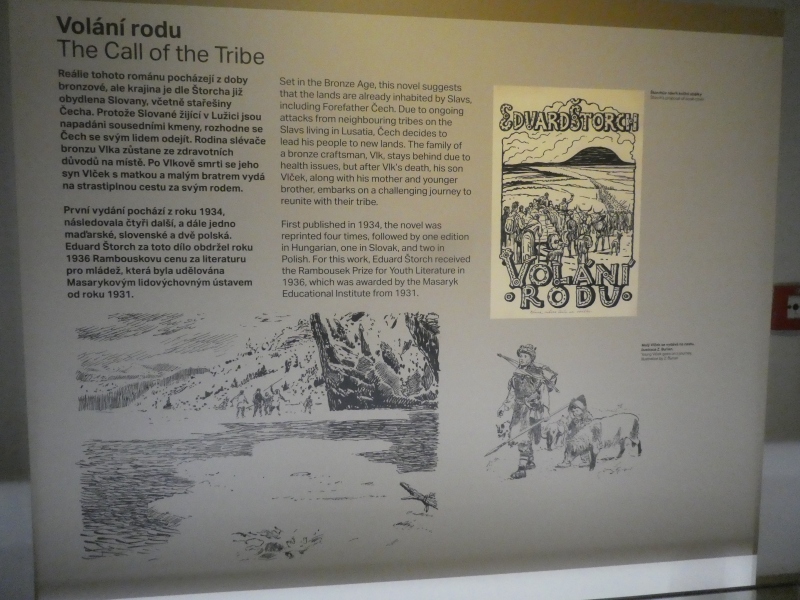 Volání rodu
The Call of the Tribe
Reálie tohoto románu pocházejí z doby
bronzové, ale krajina je dle Štorcha již
obydlena Slovany, včetně stařešiny
Čecha. Protože Slované žijící v Lužici jsou
napadáni sousedními kmeny, rozhodne se
Čech se svým lidem odejít. Rodina slévače
bronzu Vlka zůstane ze zdravotních
důvodů na místě. Po Vlkově smrti se jeho
syn Vlček s matkou a malým bratrem vydá
na strastiplnou cestu za svým rodem.
První vydání pochází z roku 1934,
následovala čtyři další, a dále jedno
maďarské, slovenské a dvě polská.
Eduard Štorch za toto dílo obdržel roku
1936 Rambouskovu cenu za literaturu
pro mládež, která byla udělována
Masarykovým lidovýchovným ústavem
od roku 1931.
Set in the Bronze Age, this novel suggests
that the lands are already inhabited by Slavs,
including Forefather Čech. Due to ongoing
attacks from neighbouring tribes on the
Slavs living in Lusatia, Čech decides to
lead his people to new lands. The family of
a bronze craftsman, Vlk, stays behind due to
health issues, but after Vlk's death, his son
Vlček, along with his mother and younger
brother, embarks on a challenging journey to
reunite with their tribe.
First published in 1934, the novel was
reprinted four times, followed by one edition
in Hungarian, one in Slovak, and two in
Polish. For this work, Eduard Štorch received
the Rambousek Prize for Youth Literature in
1936, which was awarded by the Masaryk
Educational Institute from 1931.
EDUARD ŠTORCH
VOLÁNÍ
RODU